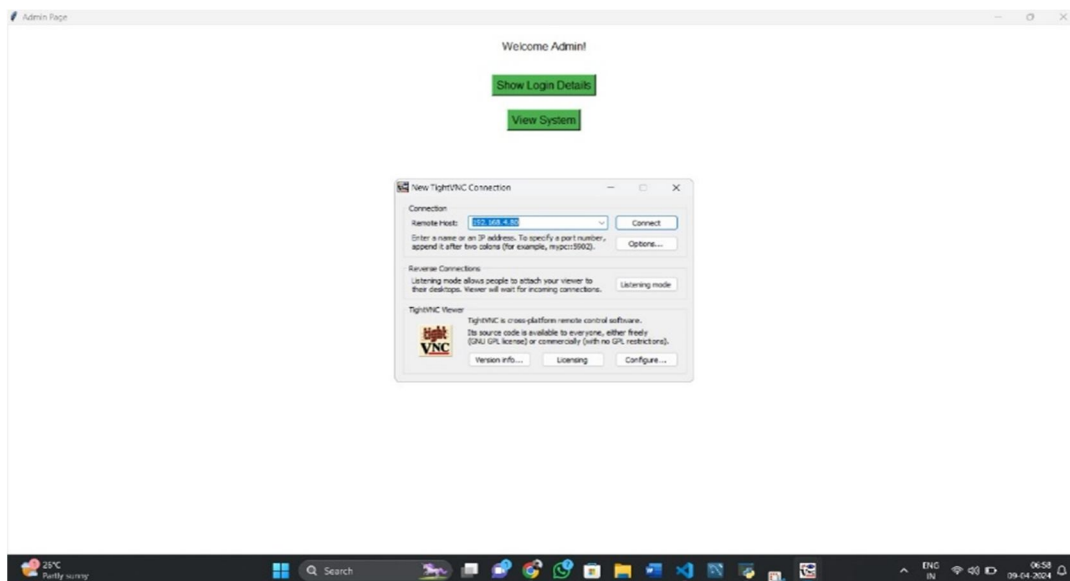 Admin Page
Welcome Admin!
Show Login Details
View System
New TightVNC Connection
Connection
Remote Host: 192.168.4.80
Connect
Enter a name or an IP address. To specify a port number,
append it after two colons (for example, mypc::5902).
Options...
Reverse Connections
Listening mode allows people to attach your viewer to
their desktops. Viewer will wait for incoming connections.
Listening mode
TightVNC Viewer
tight
VNC
TightVNC is cross-platform remote control software.
Its source code is available to everyone, either freely
(GNU GPL license) or commercially (with no GPL restrictions).
Version info...
Licensing
Configure...
26°C
Partly sunny
Search
ENG
IN
06:58
09-04-2024